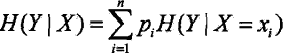 H(Y | X) = \sum_{i=1}^{n} p_i H(Y | X = x_i)